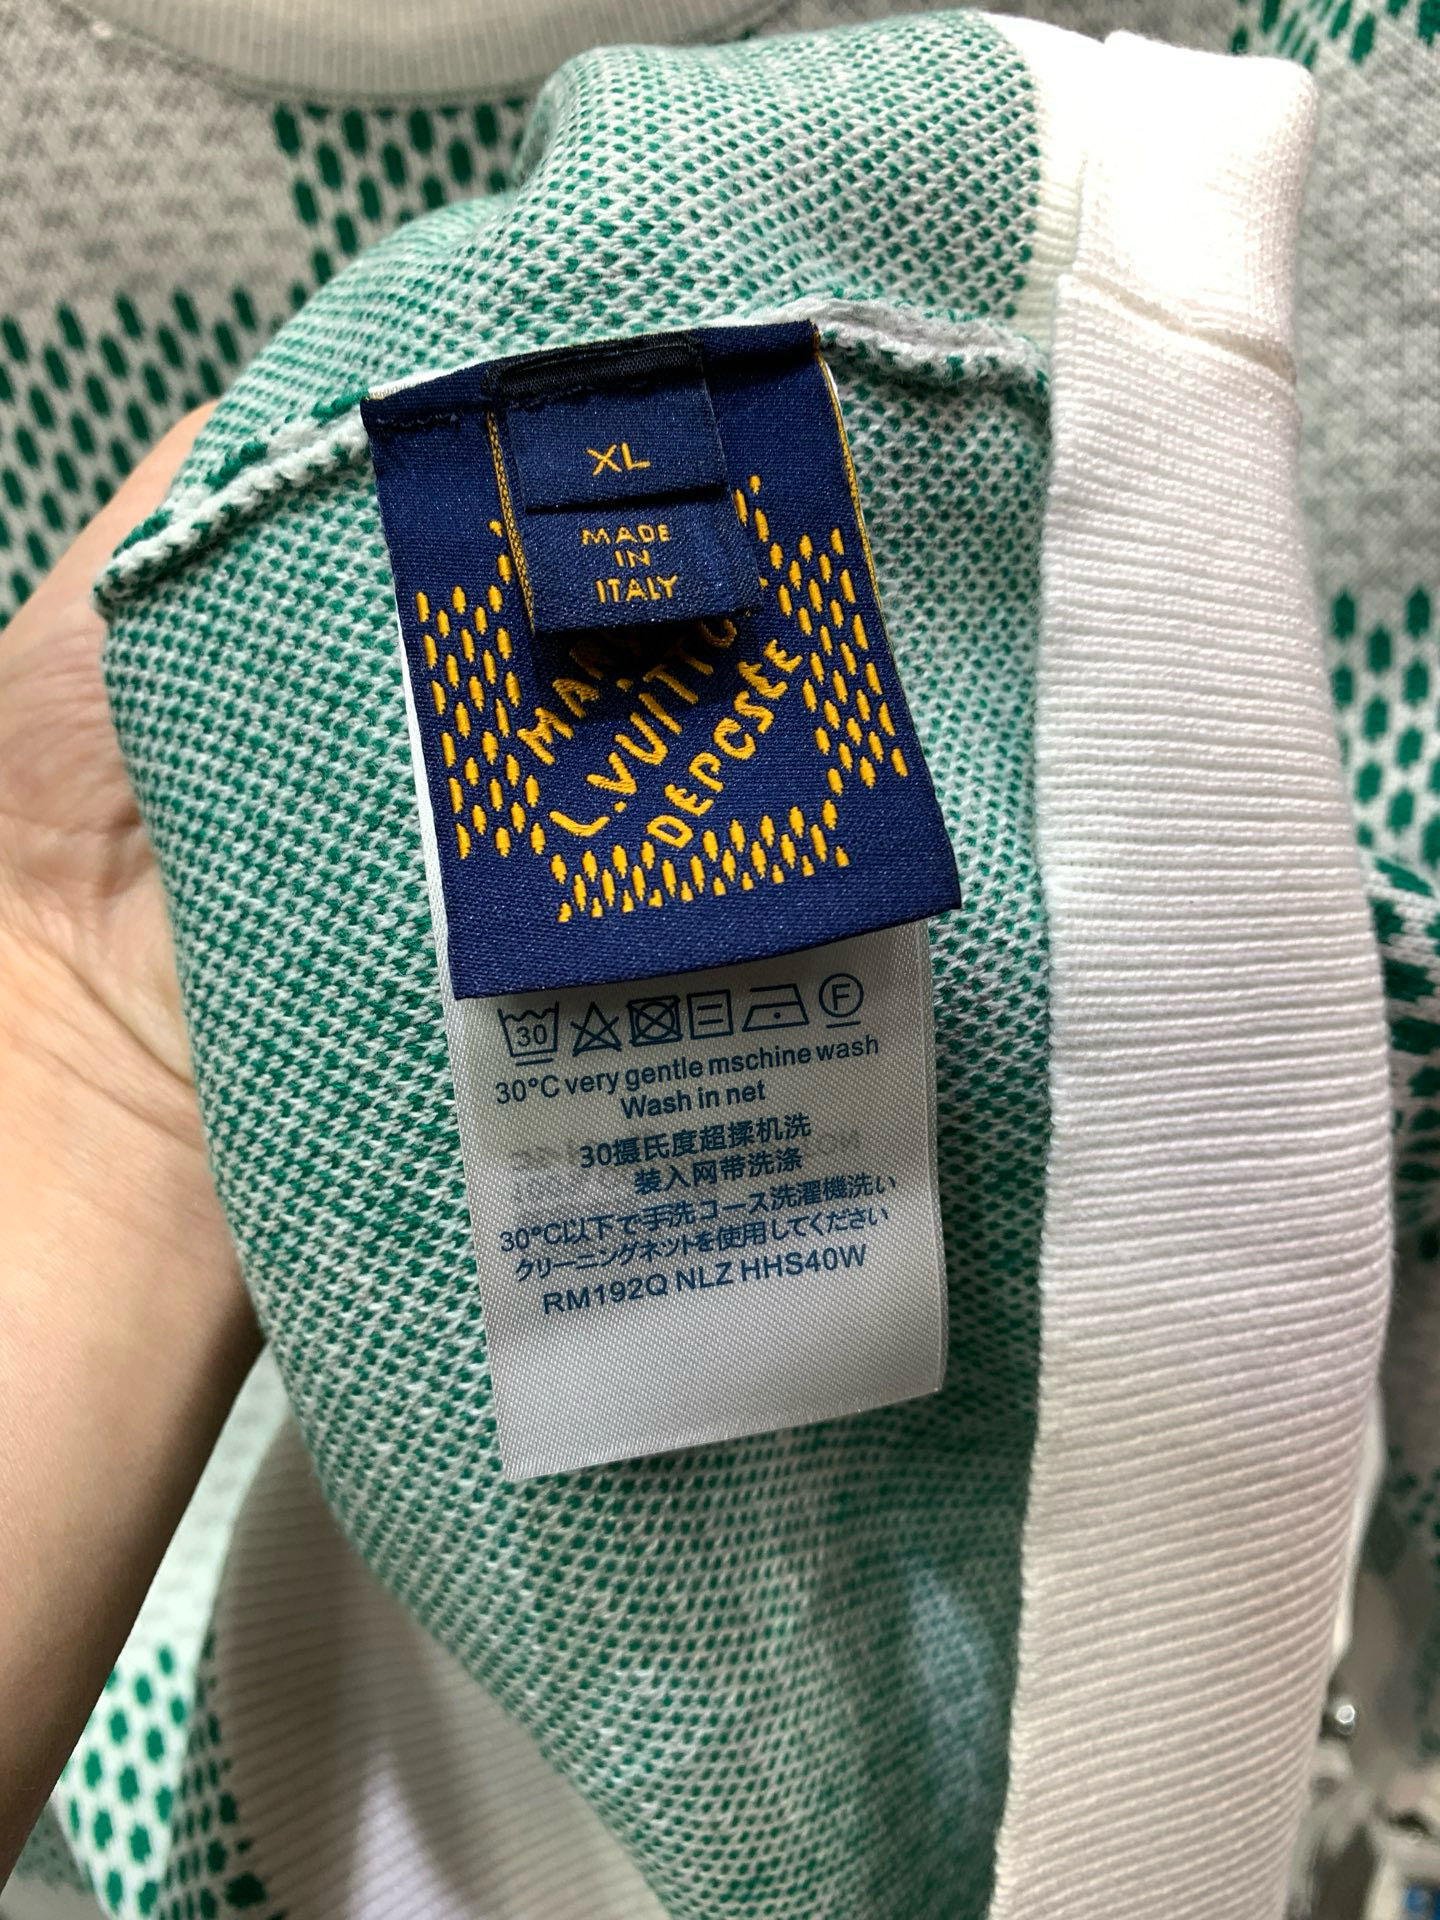 XL
MADE
IN
ITALY
L.VUITTO
DEPCStE
30
F
30°C very gentle mschine wash
Wash in net
30摄氏度超揉机洗
装入网带洗涤
30°C以下で手洗コース洗濯機洗い
クリーニングネットを使用してください
RM192Q NLZ HHS40W